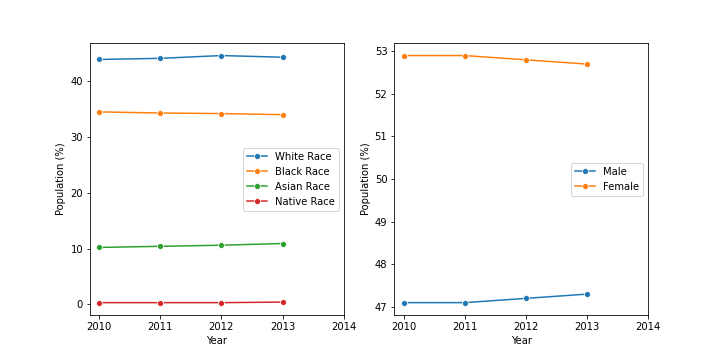 Population (%)
40
30
20
10
0
2010 2011 2012 2013 2014
Year
White Race
Black Race
Asian Race
Native Race
Population (%)
53
52
51
50
49
48
47
2010 2011 2012 2013 2014
Year
Male
Female